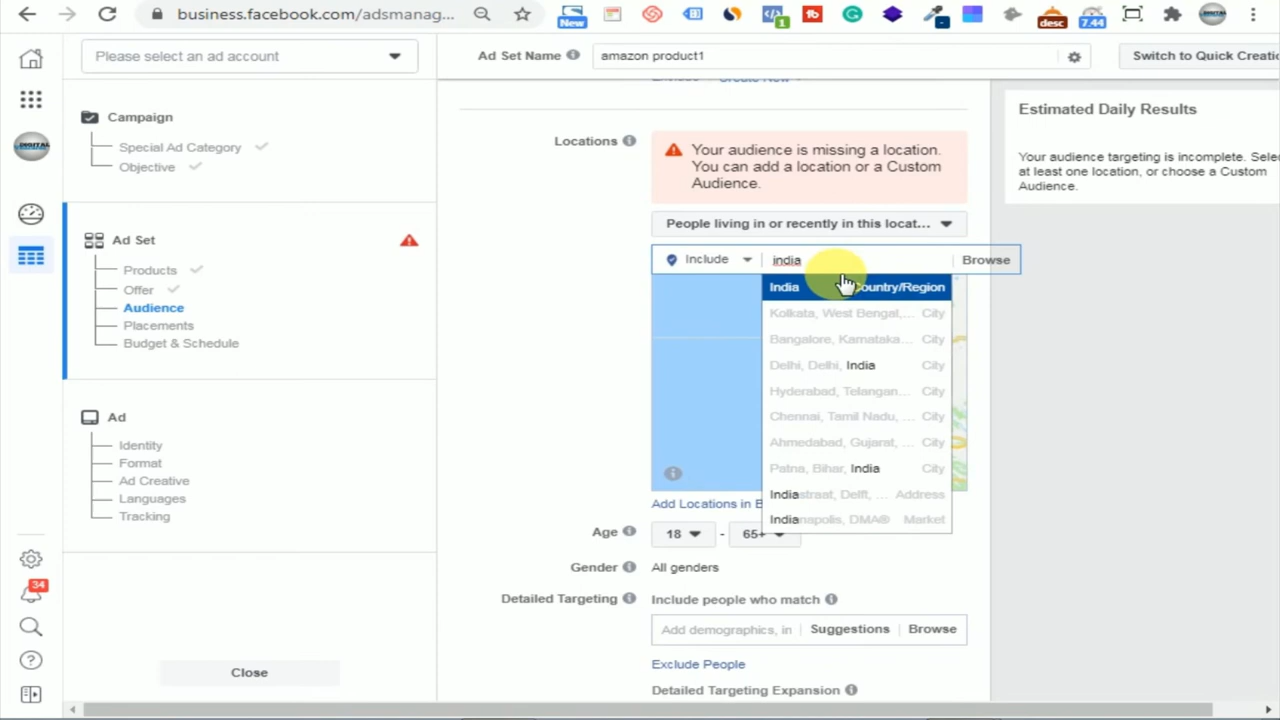 business.facebook.com/adsmanag...
New
1
desc
7.44
Please select an ad account
Ad Set Name
amazon product1
Switch to Quick Creatio
Campaign
Special Ad Category
Objective
Ad Set
Products
Offer
Audience
Placements
Budget & Schedule
Ad
Identity
Format
Ad Creative
Languages
Tracking
34
Close
Create New
Locations
Your audience is missing a location.
You can add a location or a Custom
Audience.
People living in or recently in this locat...
Include
india
Browse
India Country/Region
Kolkata, West Bengal,... City
Bangalore, Karnataka... City
Delhi, Delhi, India City
Hyderabad, Telangan... City
Chennai, Tamil Nadu, ... City
Ahmedabad, Gujarat, ... City
Patna, Bihar, India City
Indiastraat, Delft, ... Address
Indianapolis, DMA® Market
Add Locations in B
Age
18 - 65+
Gender
All genders
Detailed Targeting
Include people who match
Add demographics, in
Suggestions
Browse
Exclude People
Detailed Targeting Expansion
Estimated Daily Results
Your audience targeting is incomplete. Selec
at least one location, or choose a Custom
Audience.